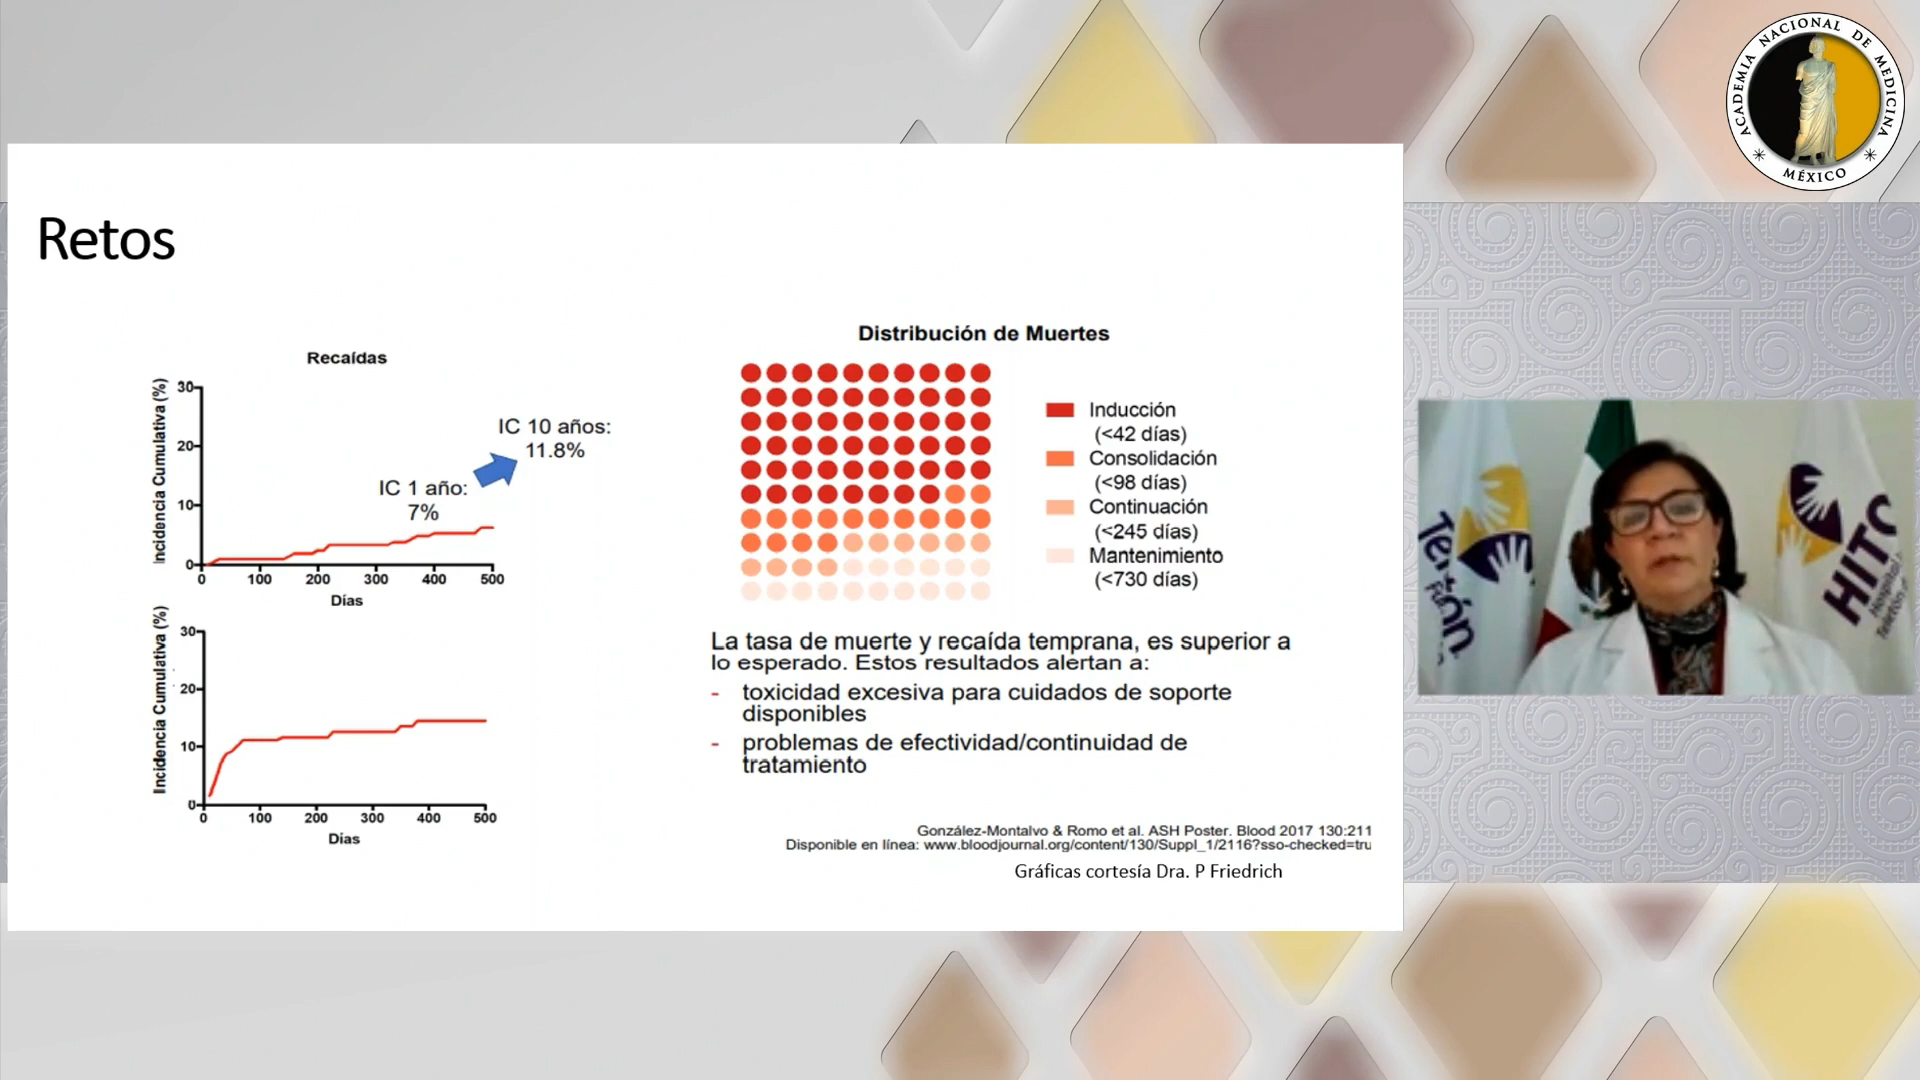 ACADEMIA NACIONAL DE MEDICINA
MÉXICO
Retos
Recaídas
Incidencia Cumulativa (%)
30
20
10
0
0 100 200 300 400 500
Días
IC 1 año:
7%
IC 10 años:
11.8%
Incidencia Cumulativa (%)
30
20
10
0
0 100 200 300 400 500
Días
Distribución de Muertes
Inducción
(<42 días)
Consolidación
(<98 días)
Continuación
(<245 días)
Mantenimiento
(<730 días)
La tasa de muerte y recaída temprana, es superior a
lo esperado. Estos resultados alertan a:
- toxicidad excesiva para cuidados de soporte
disponibles
- problemas de efectividad/continuidad de
tratamiento
González-Montalvo & Romo et al. ASH Poster. Blood 2017 130:211
Disponible en línea: www.bloodjournal.org/content/130/Suppl_1/2116?sso-checked=tru
Gráficas cortesía Dra. P Friedrich
HITO
Hospital
Teletón